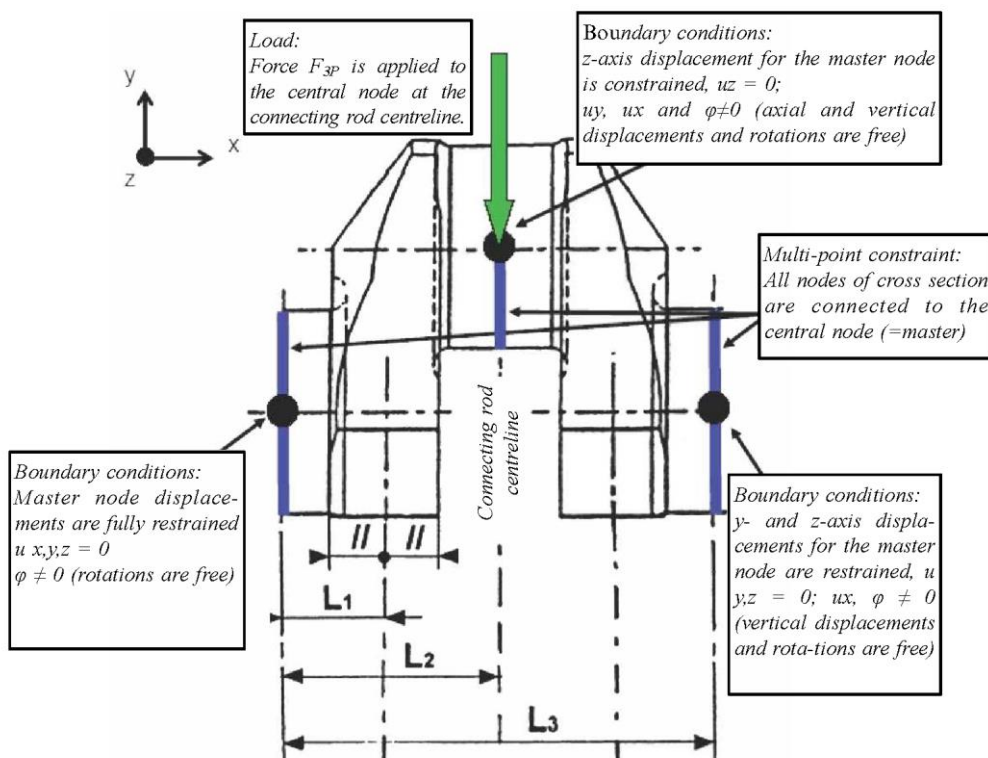 Load:
Force F3P is applied to
the central node at the
connecting rod centreline.
Boundary conditions:
z-axis displacement for the master node
is constrained, uz = 0;
uy, ux and φ≠0 (axial and vertical
displacements and rotations are free)
y
x
z
Multi-point constraint:
All nodes of cross section
are connected to the
central node (=master)
Connecting rod
centreline
Boundary conditions:
Master node displace-
ments are fully restrained
u x,y,z = 0
φ ≠ 0 (rotations are free)
Boundary conditions:
y- and z-axis displa-
cements for the master
node are restrained, u
y,z = 0; ux, φ ≠ 0
(vertical displacements
and rota-tions are free)
// //
L1
L2
L3